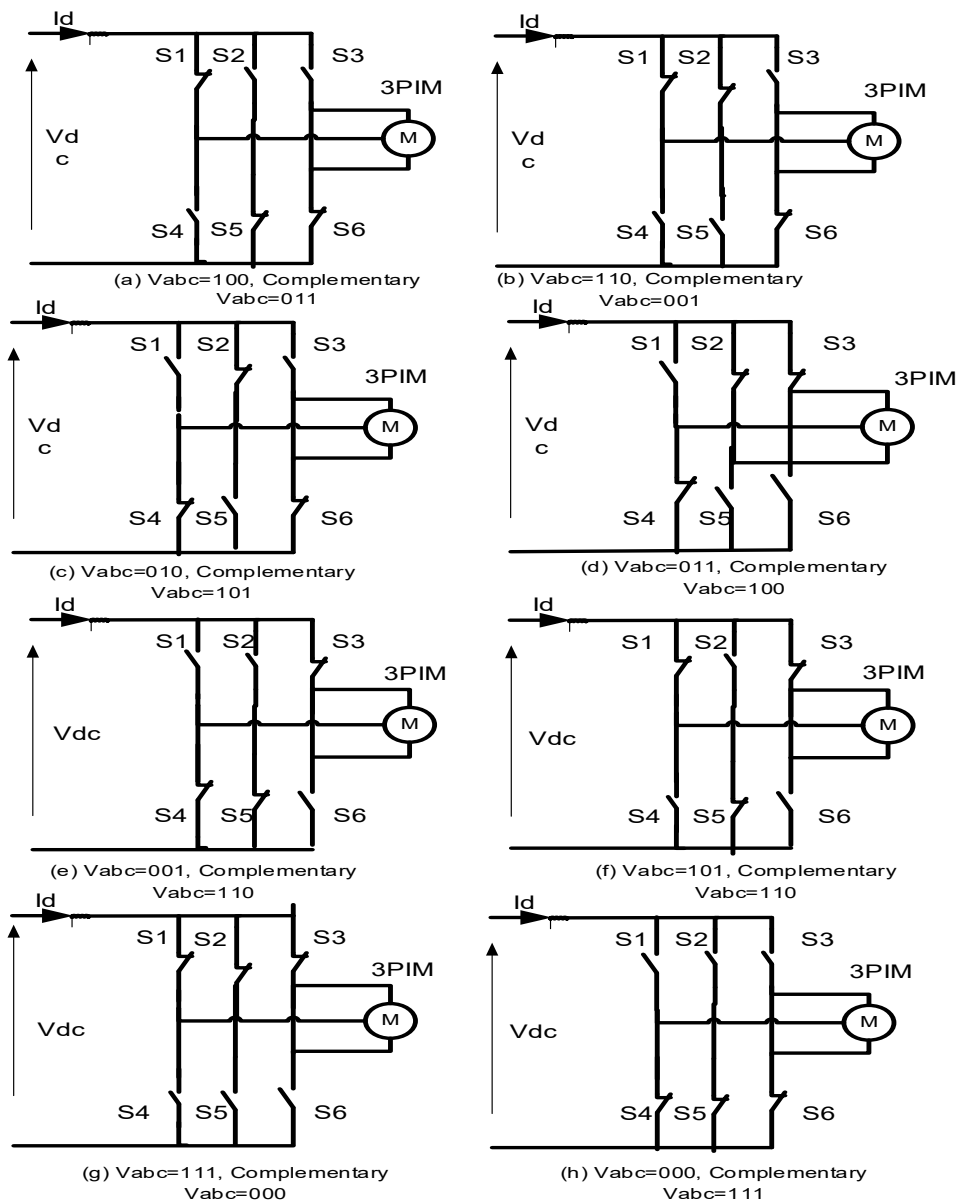 Id
S1 S2 S3
3PIM
Vd
c
M
S4 S5 S6
(a) Vabc=100, Complementary
Vabc=011
Id
S1 S2 S3
3PIM
Vd
c
M
S4 S5 S6
(b) Vabc=110, Complementary
Vabc=001
Id
S1 S2 S3
3PIM
Vd
c
M
S4 S5 S6
(c) Vabc=010, Complementary
Vabc=101
Id
S1 S2 S3
3PIM
Vd
c
M
S4 S5 S6
(d) Vabc=011, Complementary
Vabc=100
Id
S1 S2 S3
3PIM
Vdc
M
S4 S5 S6
(e) Vabc=001, Complementary
Vabc=110
Id
S1 S2 S3
3PIM
Vdc
M
S4 S5 S6
(f) Vabc=101, Complementary
Vabc=110
Id
S1 S2 S3
3PIM
Vdc
M
S4 S5 S6
(g) Vabc=111, Complementary
Vabc=000
Id
S1 S2 S3
3PIM
Vdc
M
S4 S5 S6
(h) Vabc=000, Complementary
Vabc=111